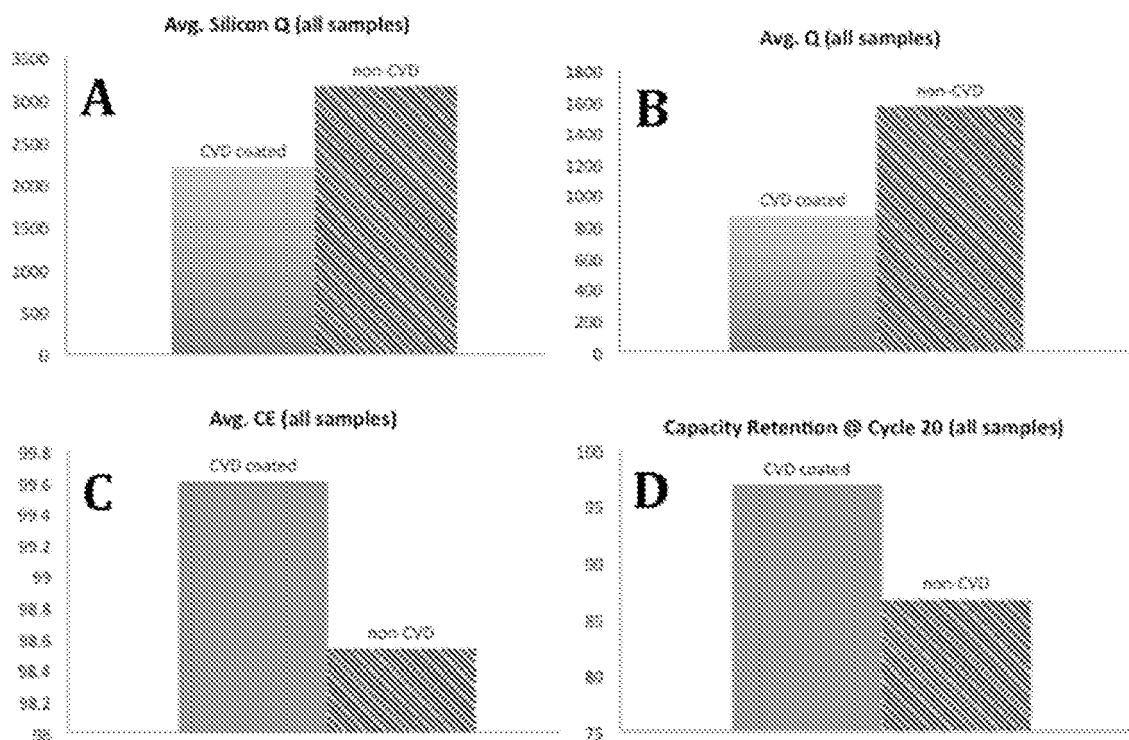 Avg. Silicon Q (all samples)
3500
3000
2500
2000
1500
1000
500
0
A
CVD coated
non-CVD
Avg. Q (all samples)
1800
1600
1400
1200
1000
800
600
400
200
0
B
CVD coated
non-CVD
Avg. CE (all samples)
99.8
99.6
99.4
99.2
99
98.8
98.6
98.4
98.2
98
C
CVD coated
non-CVD
Capacity Retention @ Cycle 20 (all samples)
100
95
90
85
80
75
D
CVD coated
non-CVD